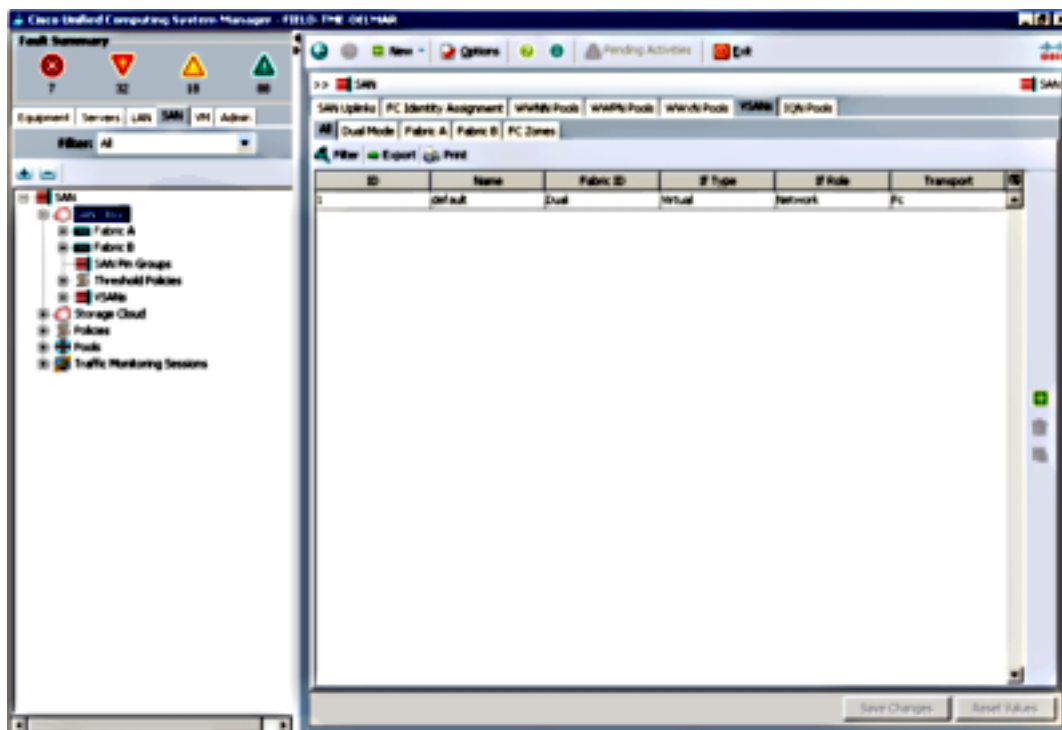 Cisco Unified Computing System Manager - FIELD-TME-DELMAR
Fault Summary
7 32 18 88
New Options Pending Activities Exit
>> SAN
SAN
Equipment Servers LAN SAN VM Admin
Filter: All
SAN
Fabric A
Fabric B
SAN Pin Groups
Threshold Policies
VSANs
Storage Cloud
Policies
Pools
Traffic Monitoring Sessions
SAN Uplinks FC Identity Assignment WWNN Pools WWPN Pools WWxN Pools VSANs IQN Pools
All Dual Mode Fabric A Fabric B FC Zones
Filter Export Print
ID Name Fabric ID If Type If Role Transport
1 default Dual Virtual Network Fc
Save Changes Reset Values